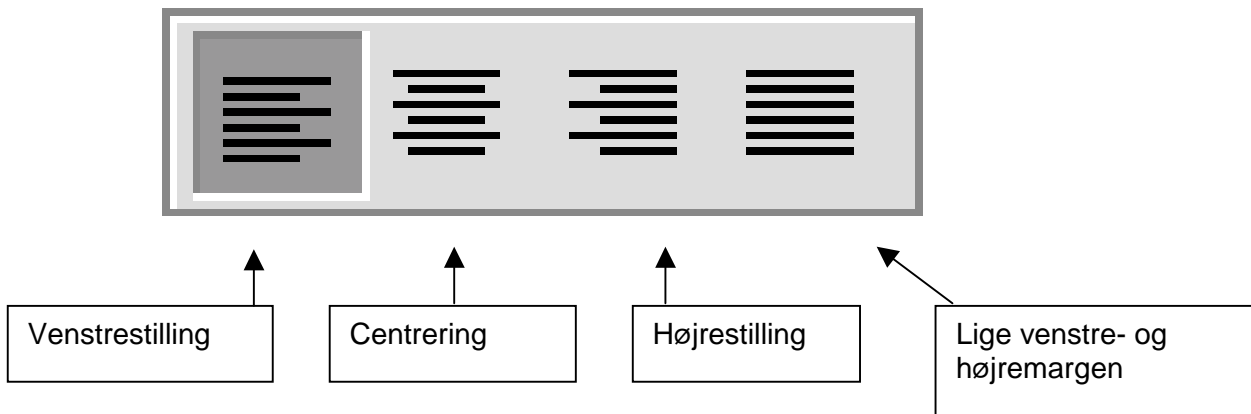 Venstrestilling
Centrering
Højrestilling
Lige venstre- og
højremargen